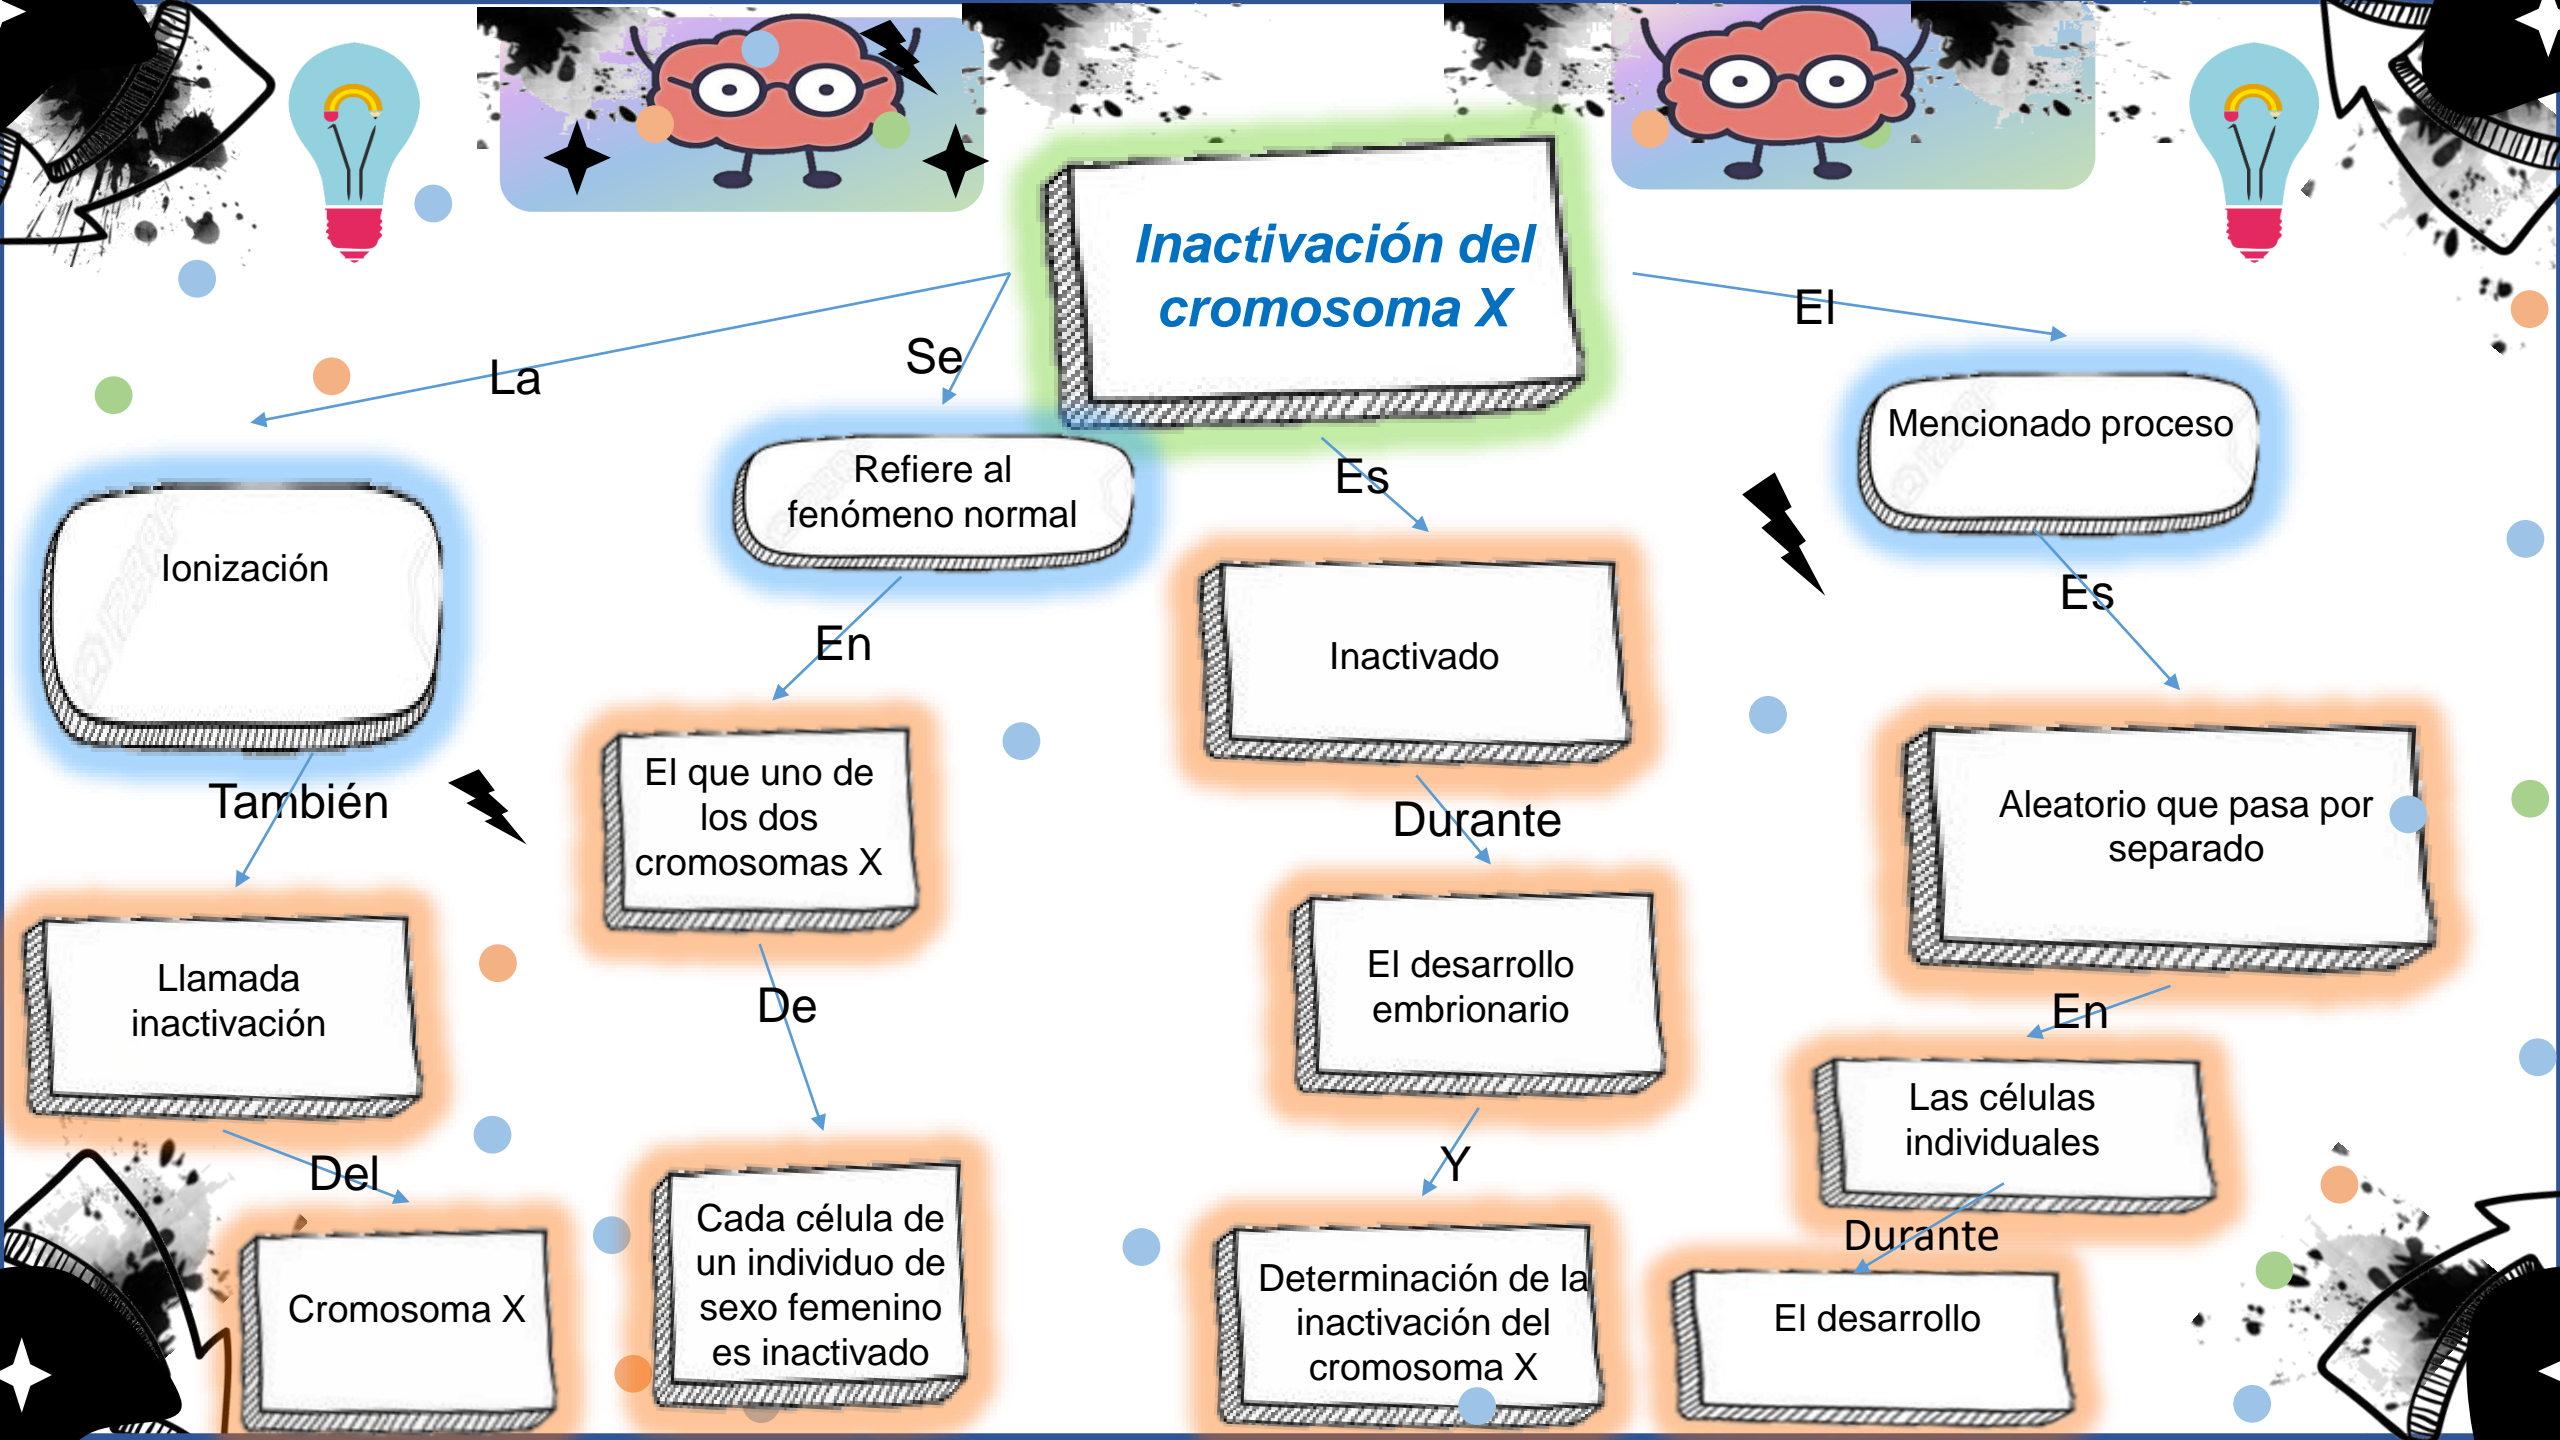 Inactivación del
cromosoma X
La
Se
Es
El
Ionización
También
Llamada
inactivación
Del
Cromosoma X
Refiere al
fenómeno normal
En
El que uno de
los dos
cromosomas X
De
Cada célula de
un individuo de
sexo femenino
es inactivado
Inactivado
Durante
El desarrollo
embrionario
Y
Determinación de la
inactivación del
cromosoma X
Mencionado proceso
Es
Aleatorio que pasa por
separado
En
Las células
individuales
Durante
El desarrollo